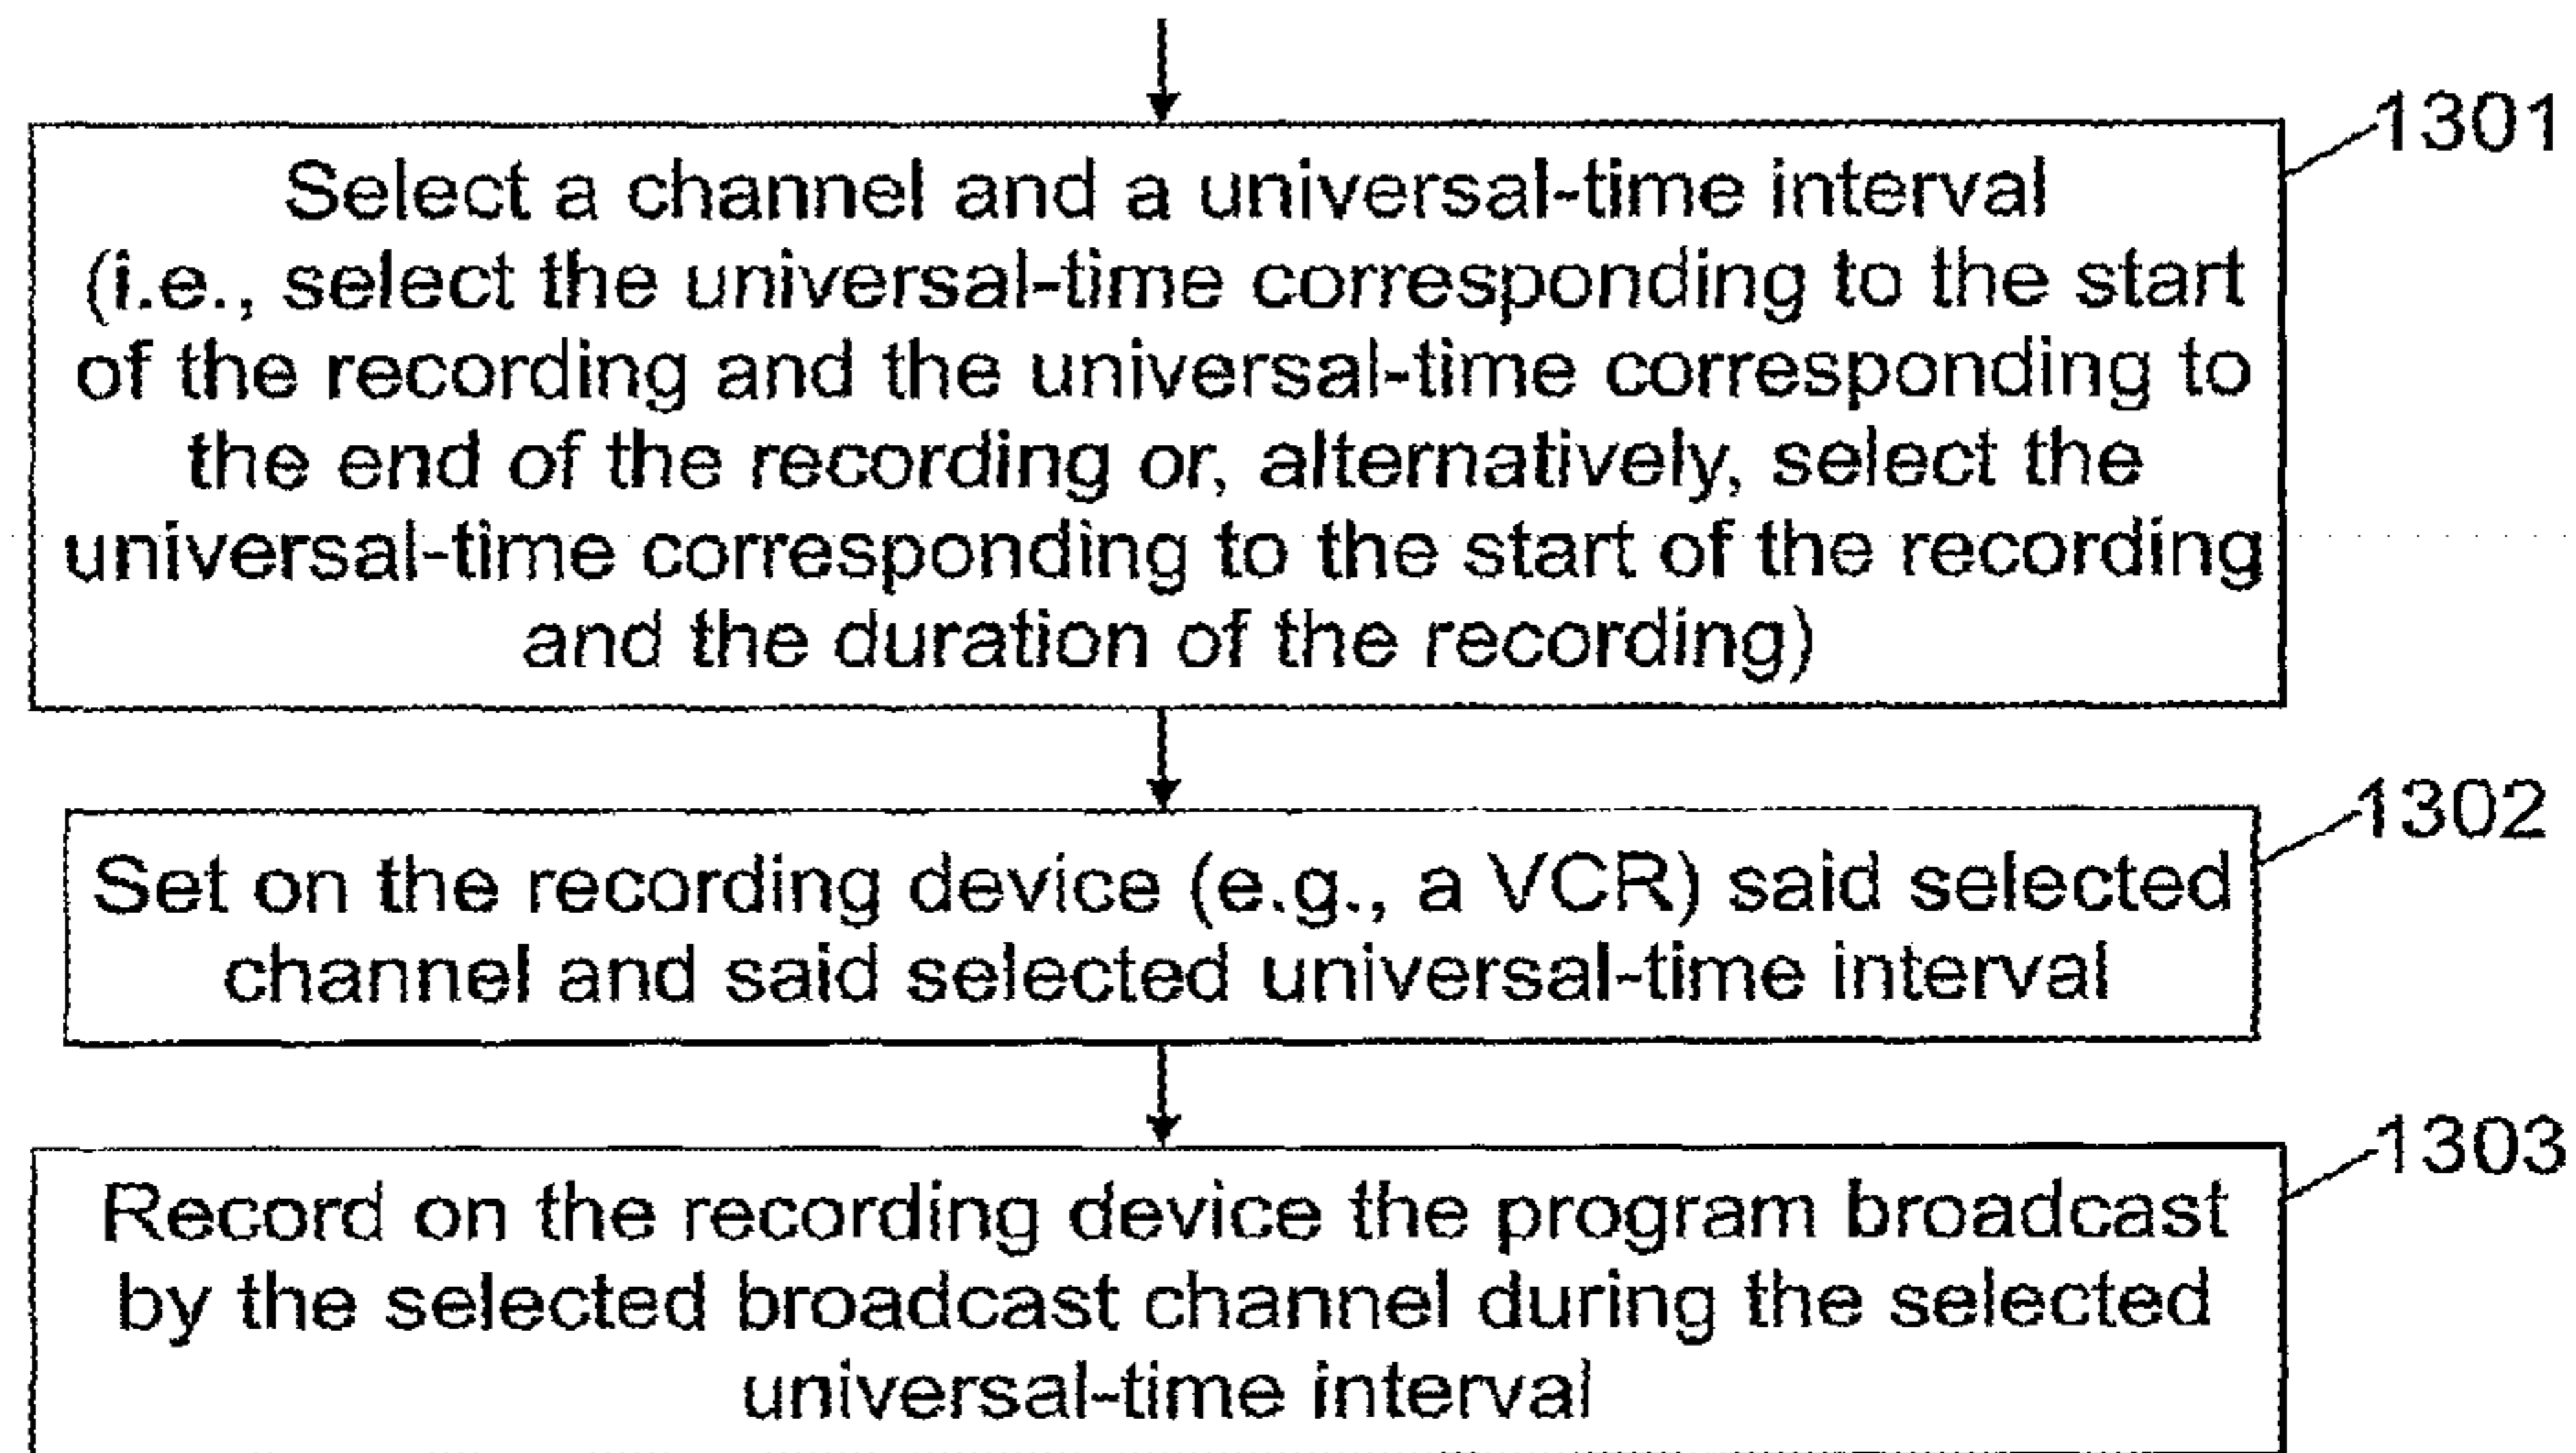 1301
Select a channel and a universal-time interval
(i.e., select the universal-time corresponding to the start
of the recording and the universal-time corresponding to
the end of the recording or, alternatively, select the
universal-time corresponding to the start of the recording
and the duration of the recording)
1302
Set on the recording device (e.g., a VCR) said selected
channel and said selected universal-time interval
1303
Record on the recording device the program broadcast
by the selected broadcast channel during the selected
universal-time interval